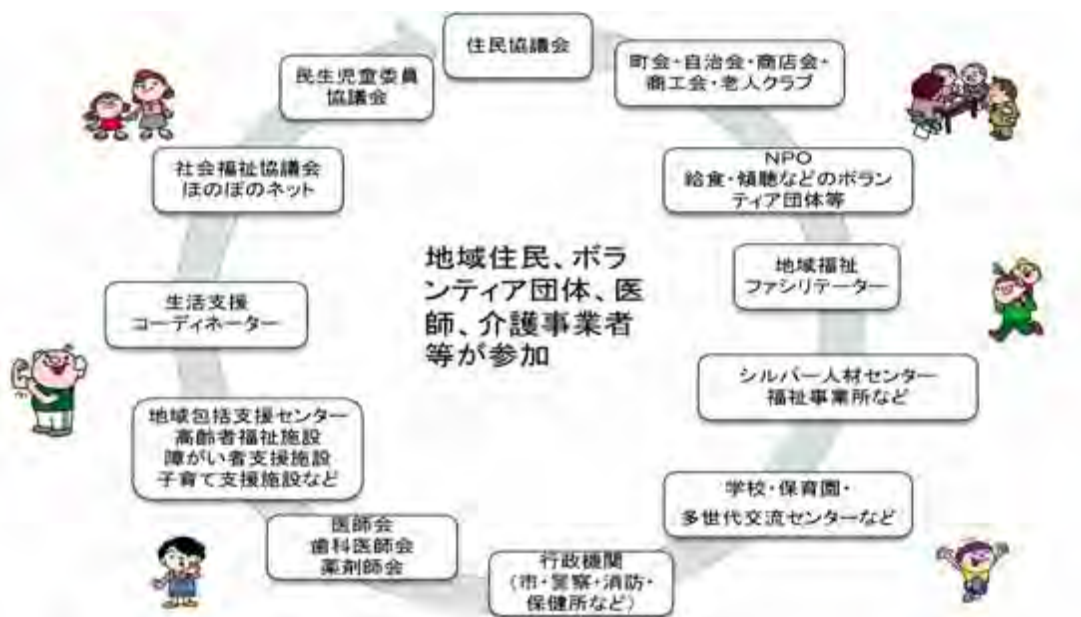 住民協議会
町会・自治会・商店会・
商工会・老人クラブ
NPO
給食・傾聴などのボラン
ティア団体等
地域福祉
ファシリテーター
シルバー人材センター
福祉事業所など
学校・保育園・
多世代交流センターなど
行政機関
(市・警察・消防・
保健所など)
医師会
歯科医師会
薬剤師会
地域包括支援センター
高齢者福祉施設
障がい者支援施設
子育て支援施設など
生活支援
コーディネーター
社会福祉協議会
ほのぼのネット
民生児童委員
協議会
地域住民、ボラ
ンティア団体、医
師、介護事業者
等が参加